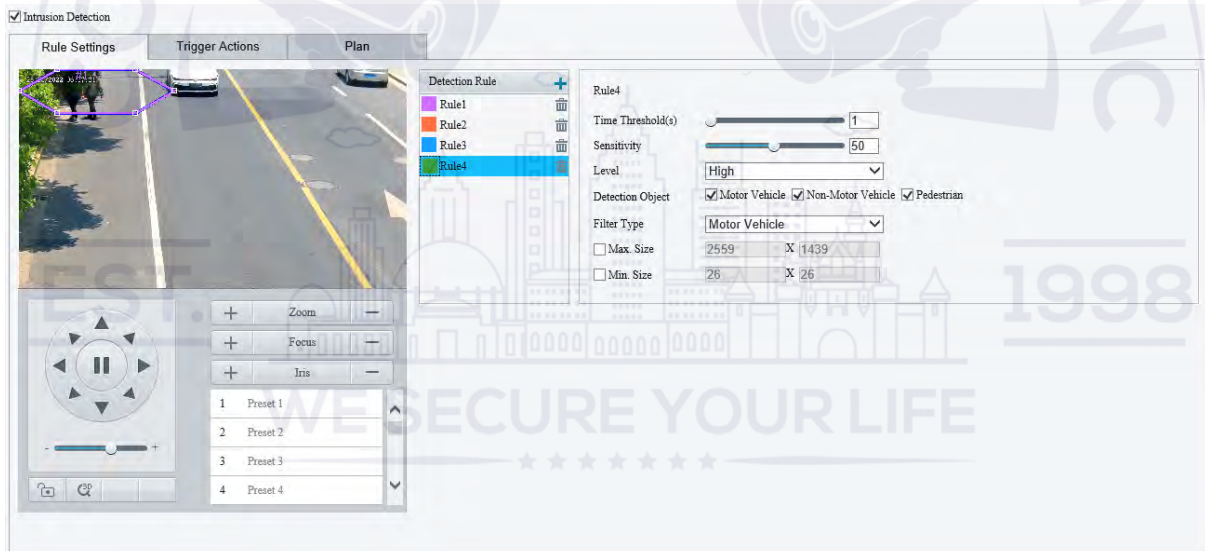 Intrusion Detection
Rule Settings
Trigger Actions
Plan
Detection Rule
Rule1
Rule2
Rule3
Rule4
Rule4
Time Threshold(s) 1
Sensitivity 50
Level High
Detection Object Motor Vehicle Non-Motor Vehicle Pedestrian
Filter Type Motor Vehicle
Max. Size 2559 X 1439
Min. Size 26 X 26
+ Zoom −
+ Focus −
+ Iris −
1 Preset 1
2 Preset 2
3 Preset 3
4 Preset 4
- +
3D
EST. 1998
WE SECURE YOUR LIFE